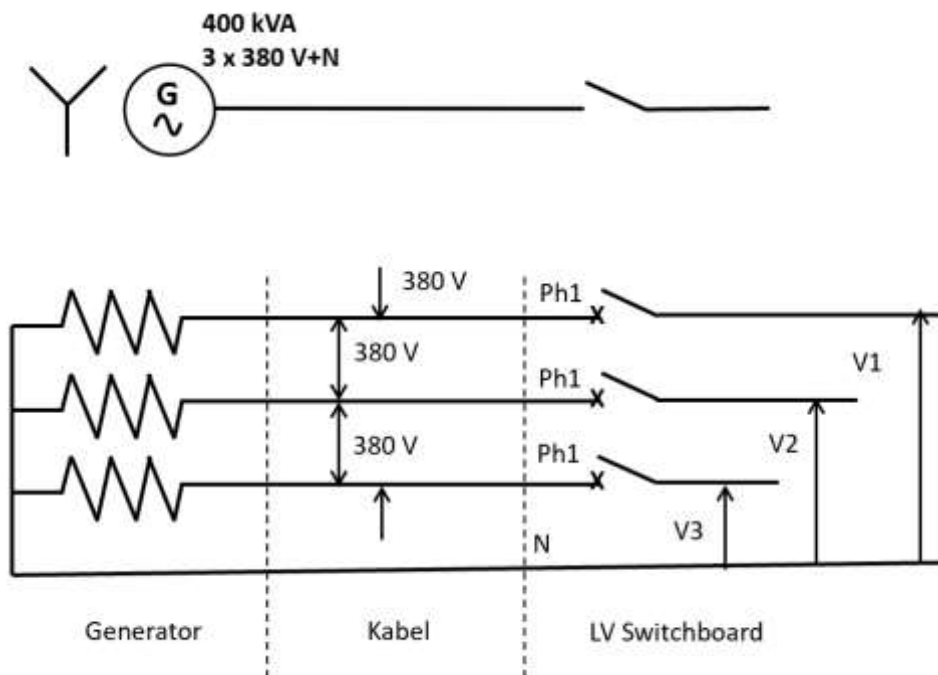 400 kVA
3 x 380 V+N
G
380 V
Ph1
380 V
V1
Ph1
380 V
V2
Ph1
V3
N
Generator
Kabel
LV Switchboard